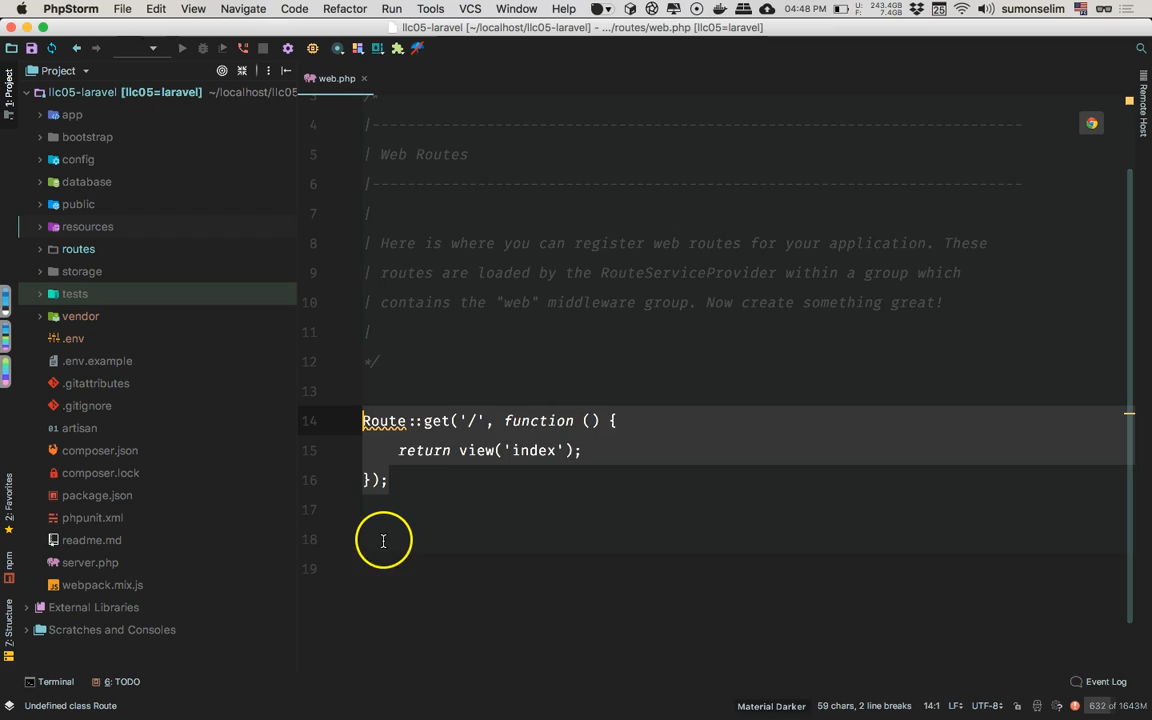 PhpStorm File Edit View Navigate Code Refactor Run Tools VCS Window Help U: 243.4GB F: 7.4GB 25 04:48 PM sumonselim
llc05-laravel [~/localhost/llc05-laravel] - .../routes/web.php [llc05=laravel]
Project
web.php
1: Project
llc05-laravel [llc05=laravel] ~/localhost/llc05
app
bootstrap
config
database
public
resources
routes
storage
tests
vendor
.env
.env.example
.gitattributes
.gitignore
artisan
composer.json
composer.lock
package.json
phpunit.xml
readme.md
server.php
webpack.mix.js
External Libraries
Scratches and Consoles
2: Favorites
npm
7: Structure
3 /*
4 |--------------------------------------------------------------------------
5 | Web Routes
6 |--------------------------------------------------------------------------
7 |
8 | Here is where you can register web routes for your application. These
9 | routes are loaded by the RouteServiceProvider within a group which
10 | contains the "web" middleware group. Now create something great!
11 |
12 */
13
14 Route::get('/', function () {
15 return view('index');
16 });
17
18
19
Remote Host
Terminal 6: TODO Event Log
Undefined class Route Material Darker 59 chars, 2 line breaks 14:1 LF UTF-8 632 of 1643M